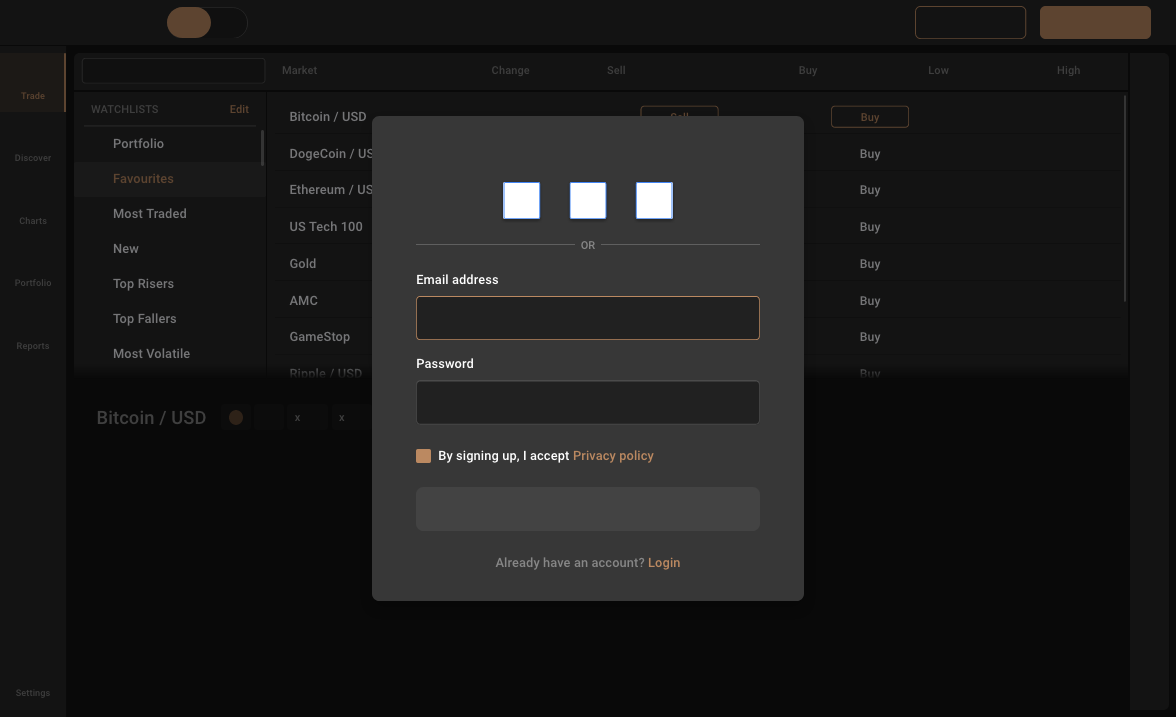 Market Change Sell Buy Low High
Trade
Discover
Charts
Portfolio
Reports
Settings
WATCHLISTS Edit
Portfolio
Favourites
Most Traded
New
Top Risers
Top Fallers
Most Volatile
Bitcoin / USD Sell Buy
DogeCoin / US Buy
Ethereum / US Buy
US Tech 100 Buy
Gold Buy
AMC Buy
GameStop Buy
Ripple / USD Buy
Bitcoin / USD x x
OR
Email address
Password
By signing up, I accept Privacy policy
Already have an account? Login